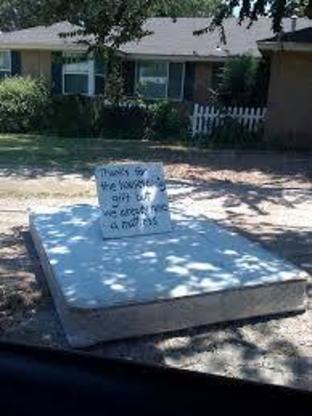 Thanks for
the housewarming
gift but
we already have
a mattress